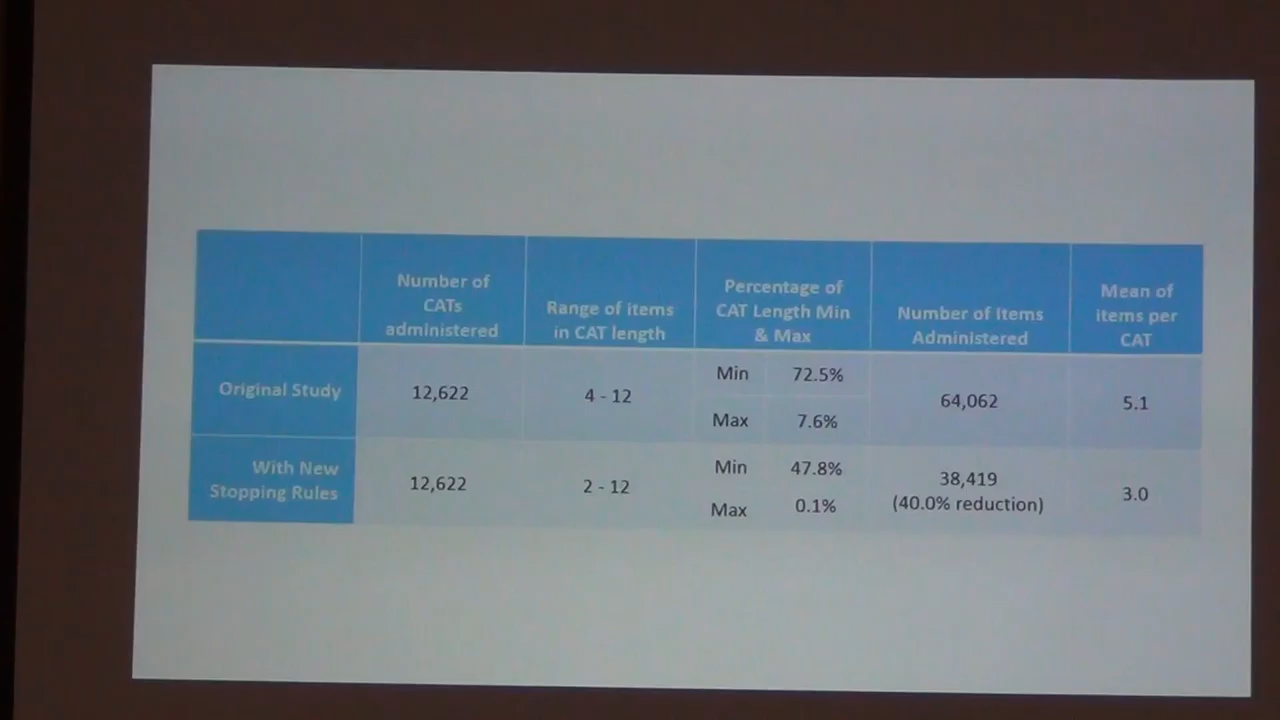 Number of
CATs
administered
Range of items
in CAT length
Percentage of
CAT Length Min
& Max
Number of Items
Administered
Mean of
items per
CAT
Original Study
12,622
4 - 12
Min 72.5%
Max 7.6%
64,062
5.1
With New
Stopping Rules
12,622
2 - 12
Min 47.8%
Max 0.1%
38,419
(40.0% reduction)
3.0